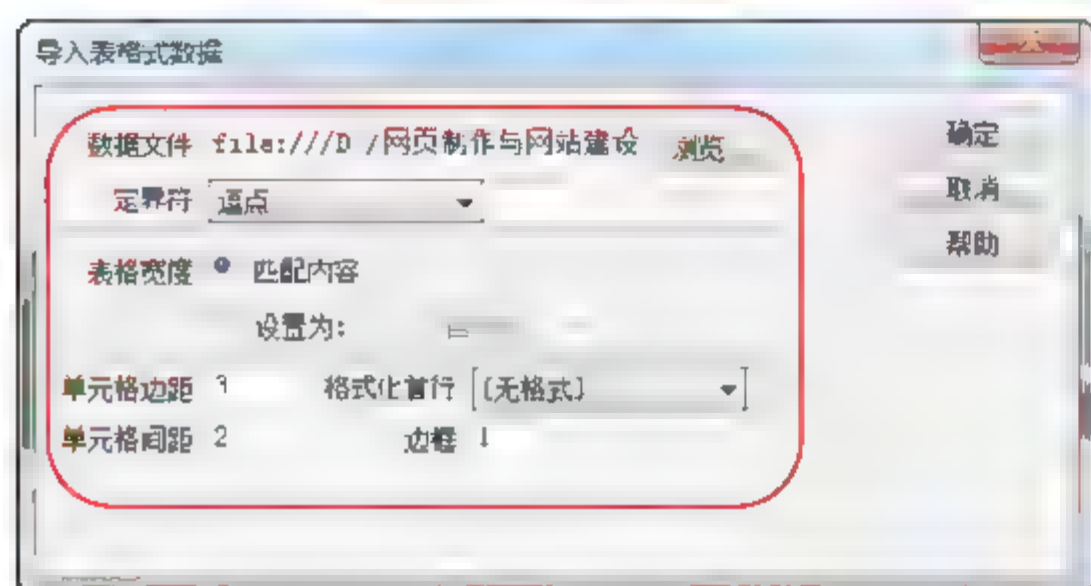 导入表格式数据
数据文件 file:///D /网页制作与网站建设 浏览 确定
定界符 逗点 取消
表格宽度 匹配内容 帮助
设置为:
单元格边距 3 格式化首行 [无格式]
单元格间距 2 边框 1